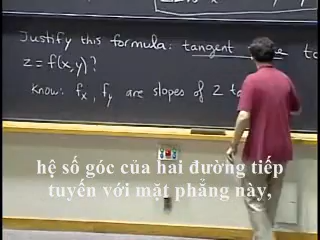 Justify this formula: tangent
z = f(x,y)?
Know: fx, fy are slopes of 2
hệ số góc của hai đường tiếp
tuyến với mặt phẳng này,